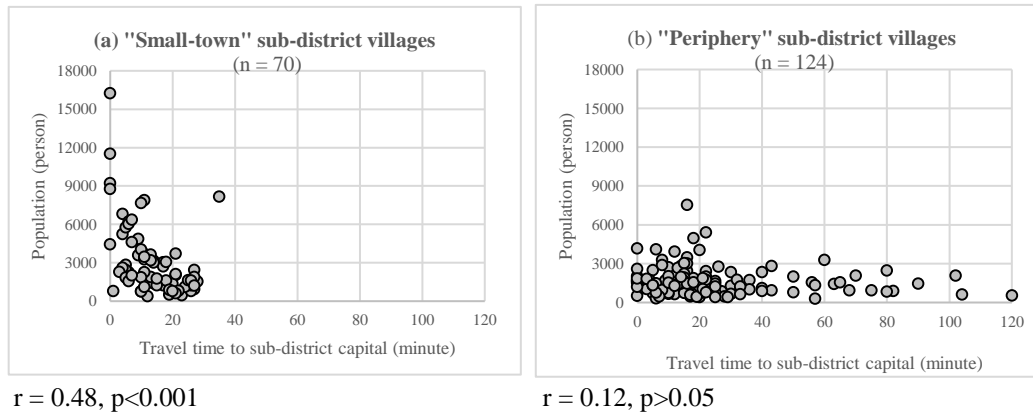 (a) "Small-town" sub-district villages
(n = 70)
18000
15000
12000
9000
6000
3000
0
Population (person)
0 20 40 60 80 100 120
Travel time to sub-district capital (minute)
r = 0.48, p<0.001
(b) "Periphery" sub-district villages
(n = 124)
18000
15000
12000
9000
6000
3000
0
Population (person)
0 20 40 60 80 100 120
Travel time to sub-district capital (minute)
r = 0.12, p>0.05